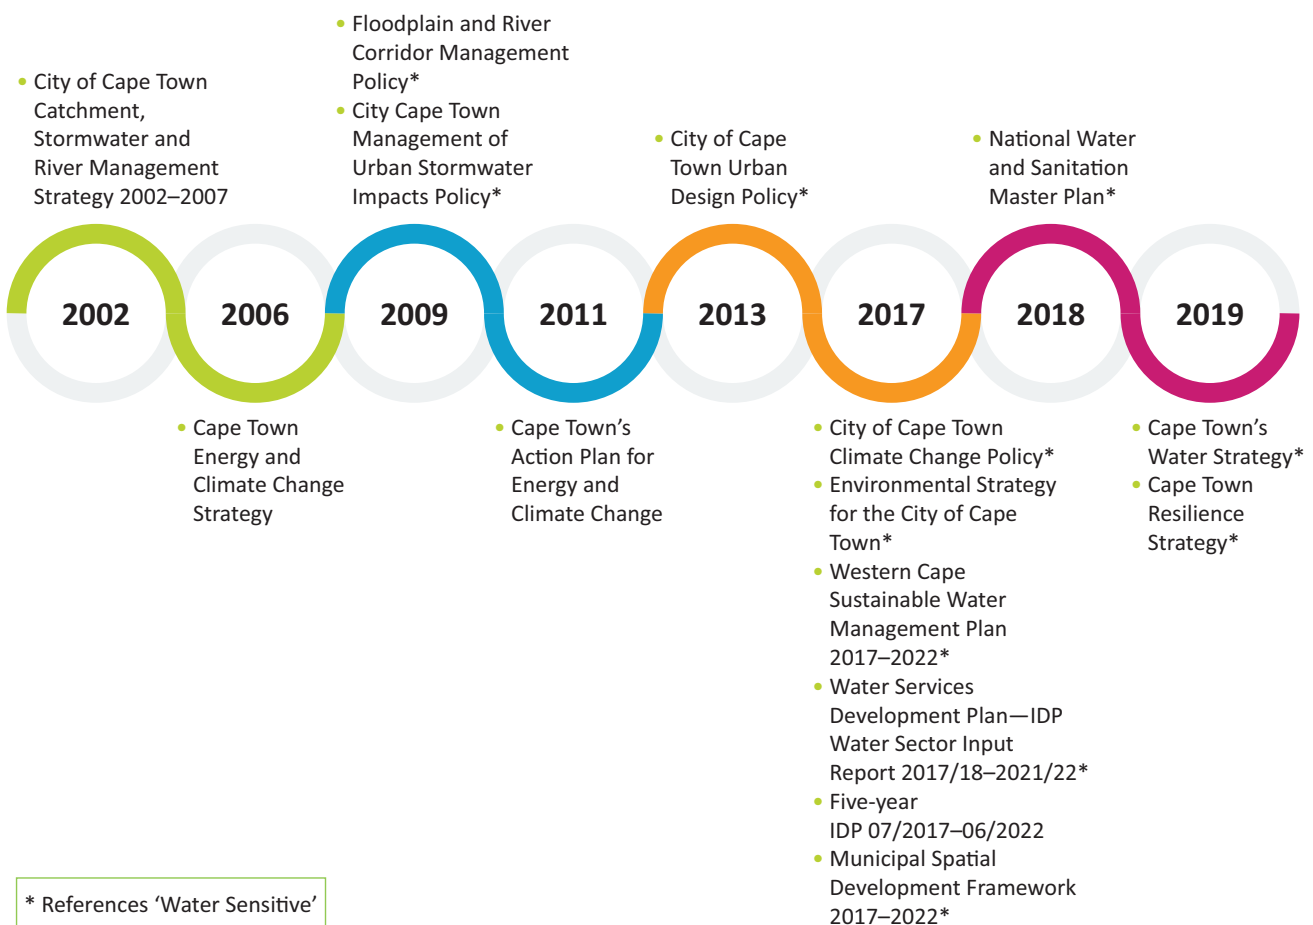 • City of Cape Town
Catchment,
Stormwater and
River Management
Strategy 2002–2007
• Floodplain and River
Corridor Management
Policy*
• City Cape Town
Management of
Urban Stormwater
Impacts Policy*
• City of Cape
Town Urban
Design Policy*
• National Water
and Sanitation
Master Plan*
2002
2006
2009
2011
2013
2017
2018
2019
• Cape Town
Energy and
Climate Change
Strategy
• Cape Town’s
Action Plan for
Energy and
Climate Change
• City of Cape Town
Climate Change Policy*
• Environmental Strategy
for the City of Cape
Town*
• Western Cape
Sustainable Water
Management Plan
2017–2022*
• Water Services
Development Plan—IDP
Water Sector Input
Report 2017/18–2021/22*
• Five-year
IDP 07/2017–06/2022
• Municipal Spatial
Development Framework
2017–2022*
• Cape Town’s
Water Strategy*
• Cape Town
Resilience
Strategy*
* References ‘Water Sensitive’